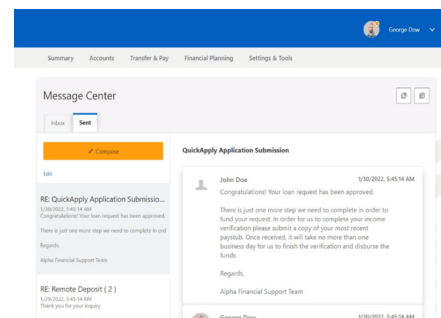 George Dow
Summary Accounts Transfer & Pay Financial Planning Settings & Tools
Message Center
Inbox Sent
Compose
Edit
RE: QuickApply Application Submissio...
1/30/2022, 5:45:14 AM
Congratulations! Your loan request has been approved.
There is just one more step we need to complete in ord
Regards,
Alpha Financial Support Team
RE: Remote Deposit ( 2 )
1/29/2022, 5:45:14 AM
Thank you for your inquiry.
QuickApply Application Submission
John Doe 1/30/2022, 5:45:14 AM
Congratulations! Your loan request has been approved.
There is just one more step we need to complete in order to
fund your request. In order for us to complete your income
verification please submit a copy of your most recent
paystub. Once received, it will take no more than one
business day for us to finish the verification and disburse the
funds.
Regards,
Alpha Financial Support Team
George Dow 1/30/2022, 5:45:14 AM